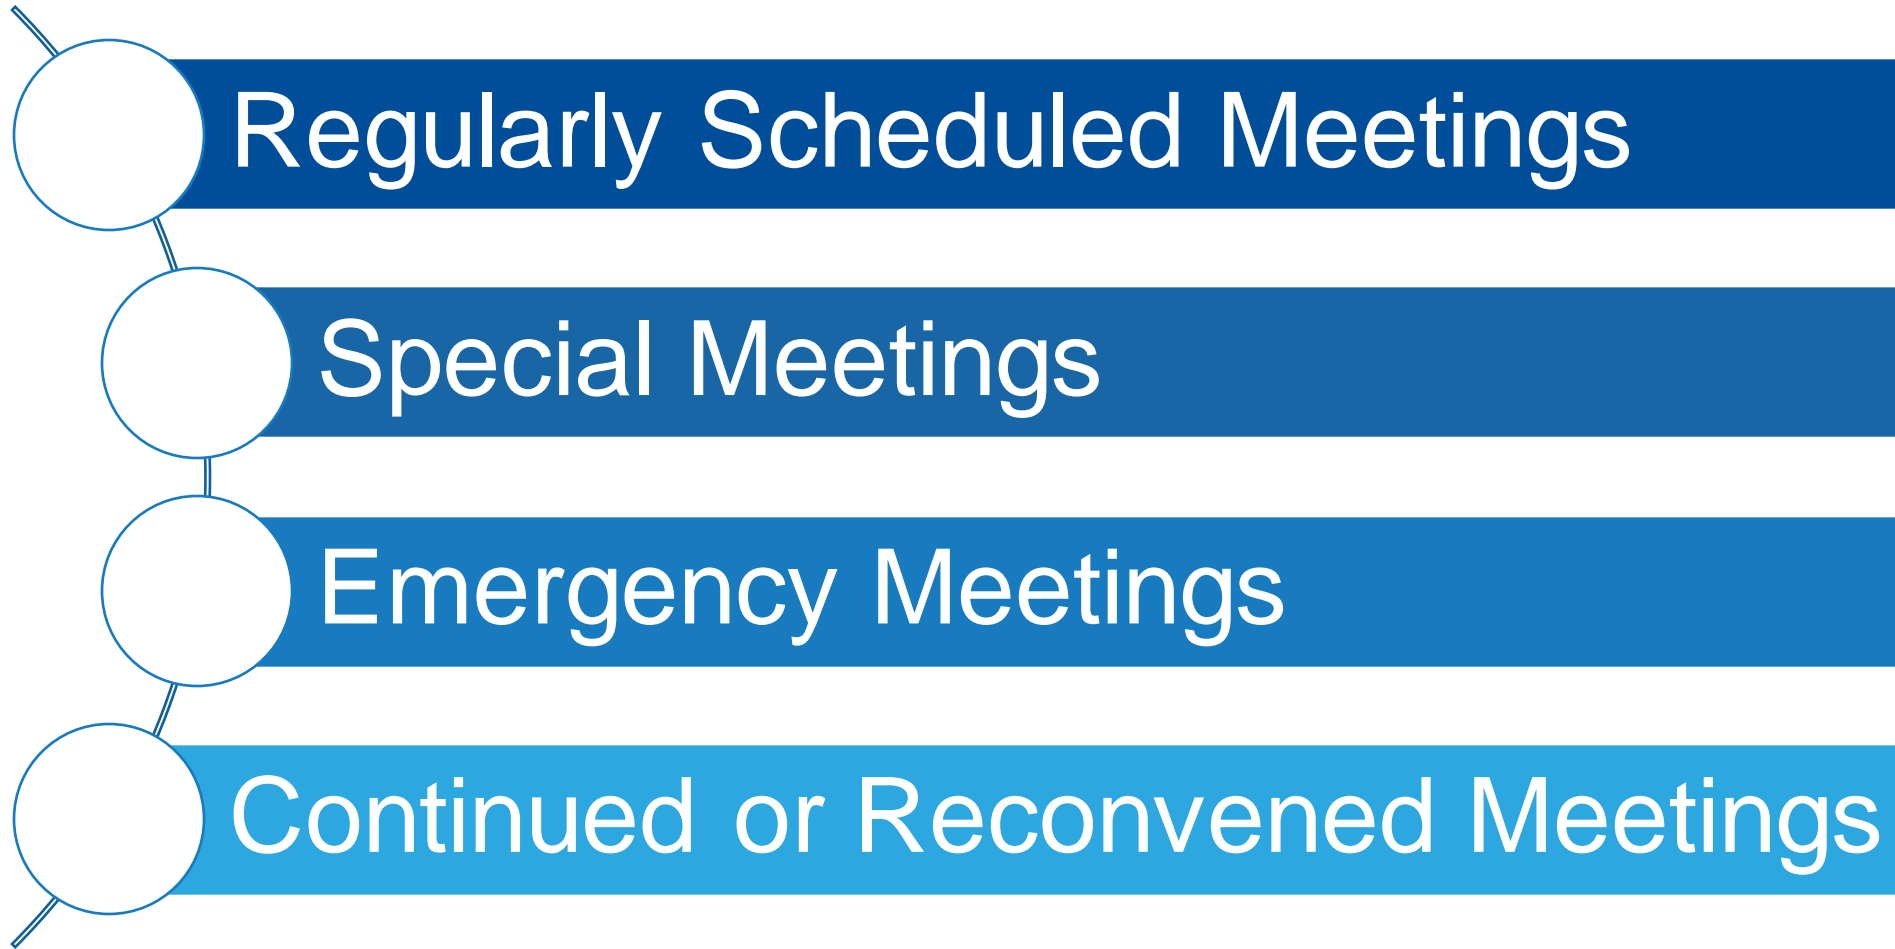 Regularly Scheduled Meetings
Special Meetings
Emergency Meetings
Continued or Reconvened Meetings